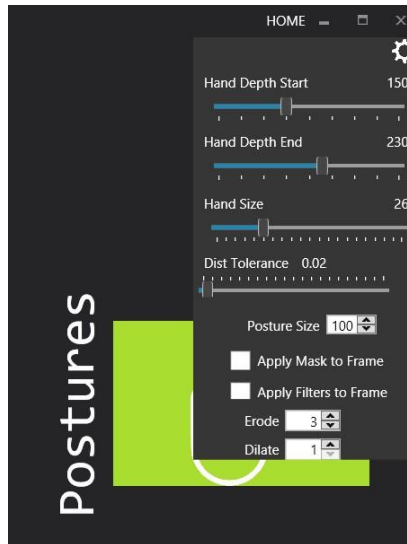 HOME
Hand Depth Start 150
Hand Depth End 230
Hand Size 26
Dist Tolerance 0.02
Posture Size 100
Apply Mask to Frame
Apply Filters to Frame
Erode 3
Dilate 1
Postures